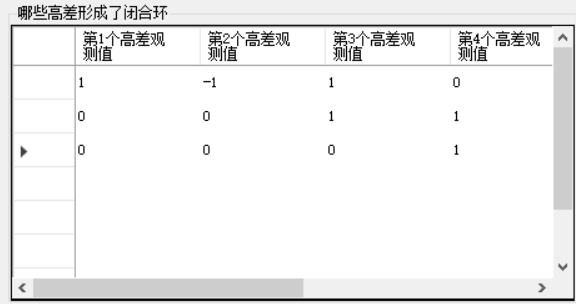 哪些高差形成了闭合环
第1个高差观 第2个高差观 第3个高差观 第4个高差观
测值 测值 测值 测值
1 -1 1 0
0 0 1 1
0 0 0 1